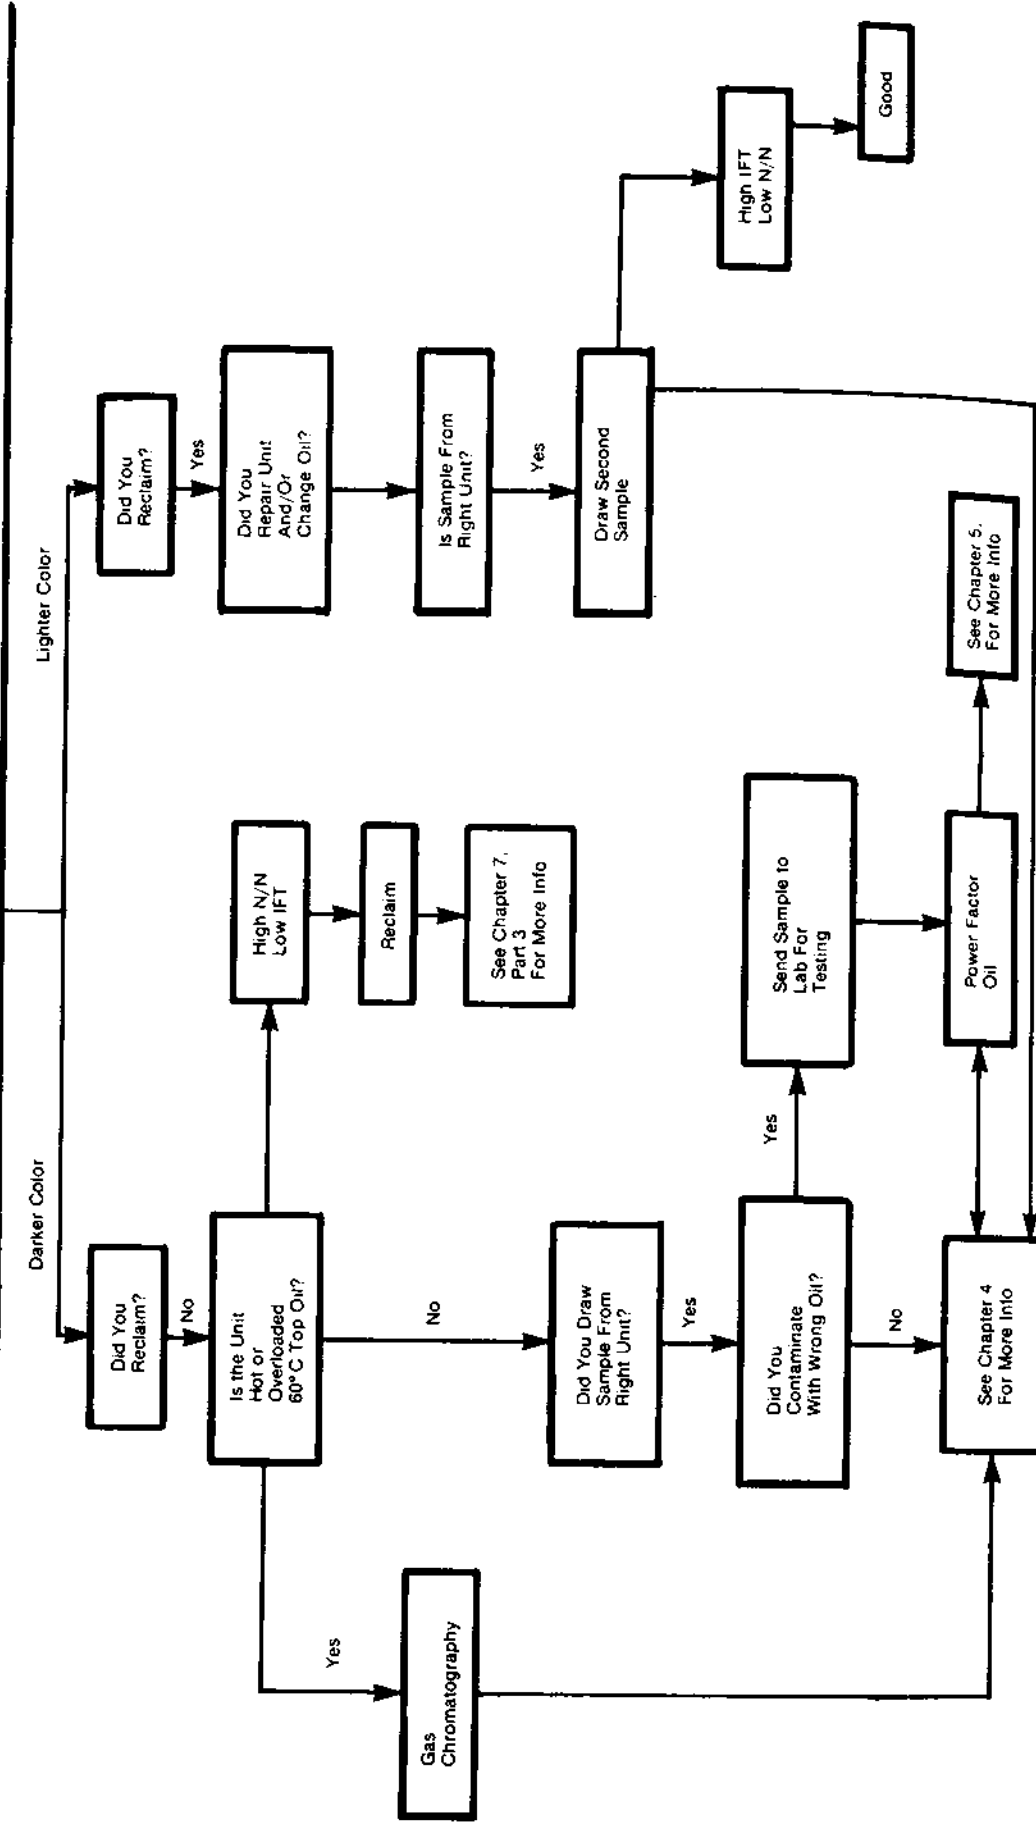 Darker Color
Lighter Color
Did You
Reclaim?
No
Is the Unit
Hot or
Overloaded
60°C Top Oil?
Yes
Gas
Chromatography
High N/N
Low IFT
Reclaim
See Chapter 7,
Part 3
For More Info
No
Did You Draw
Sample From
Right Unit?
Yes
Did You
Contaminate
With Wrong Oil?
Yes
Send Sample to
Lab For
Testing
No
See Chapter 4
For More Info
Power Factor
Oil
See Chapter 5,
For More Info
Did You
Reclaim?
Yes
Did You
Repair Unit
And/Or
Change Oil?
Is Sample From
Right Unit?
Yes
Draw Second
Sample
High IFT
Low N/N
Good